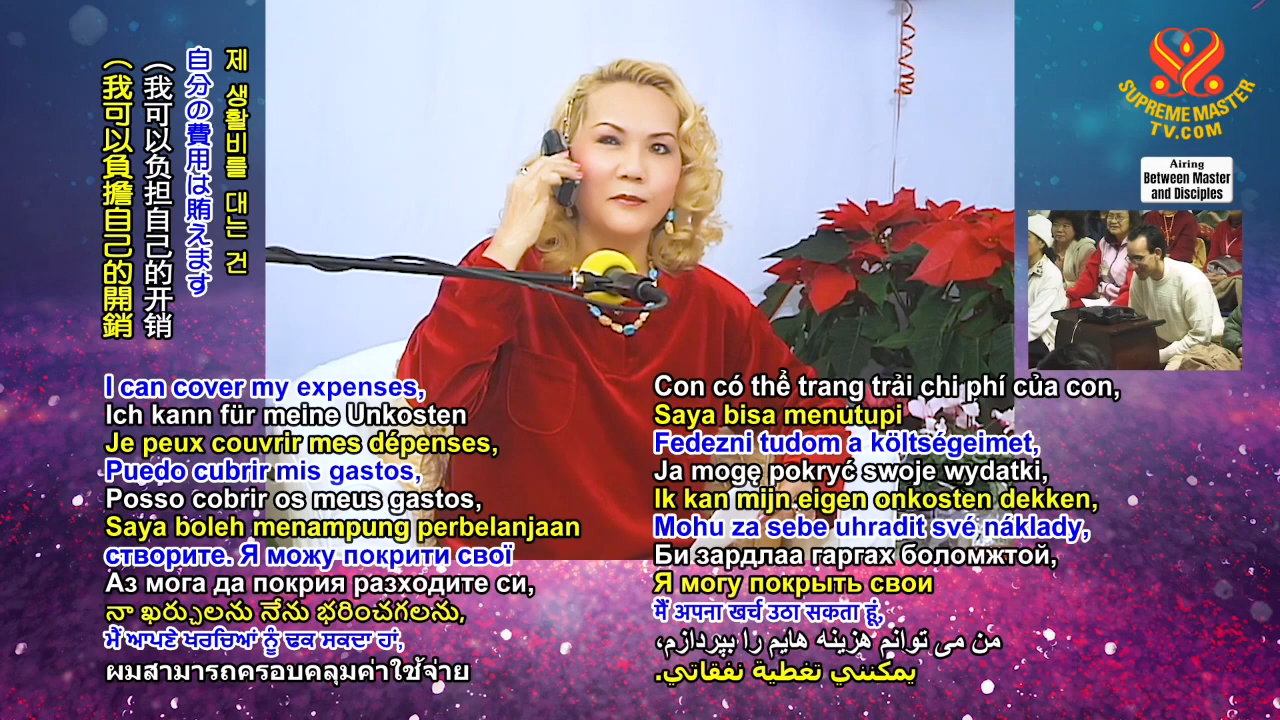 제 생활비를 대는 건
自分の費用は賄えます
（我可以负担自己的开销
（我可以負擔自己的開銷
SUPREME MASTER
TV.COM
Airing
Between Master
and Disciples
I can cover my expenses,
Ich kann für meine Unkosten
Je peux couvrir mes dépenses,
Puedo cubrir mis gastos,
Posso cobrir os meus gastos,
Saya boleh menampung perbelanjaan
створите. Я можу покрити свої
Аз мога да покрия разходите си,
నా ఖర్చులను నేను భరించగలను,
ਮੈਂ ਆਪਣੇ ਖਰਚਿਆਂ ਨੂੰ ਢਕ ਸਕਦਾ ਹਾਂ,
ผมสามารถครอบคลุมค่าใช้จ่าย
Con có thể trang trải chi phí của con,
Saya bisa menutupi
Fedezni tudom a költségeimet,
Ja mogę pokryć swoje wydatki,
Ik kan mijn eigen onkosten dekken,
Mohu za sebe uhradit své náklady,
Би зардлаа гаргах боломжтой,
Я могу покрыть свои
मैं अपना खर्च उठा सकता हूं,
من می توانم هزینه هایم را بپردازم،
يمكنني تغطية نفقاتي.